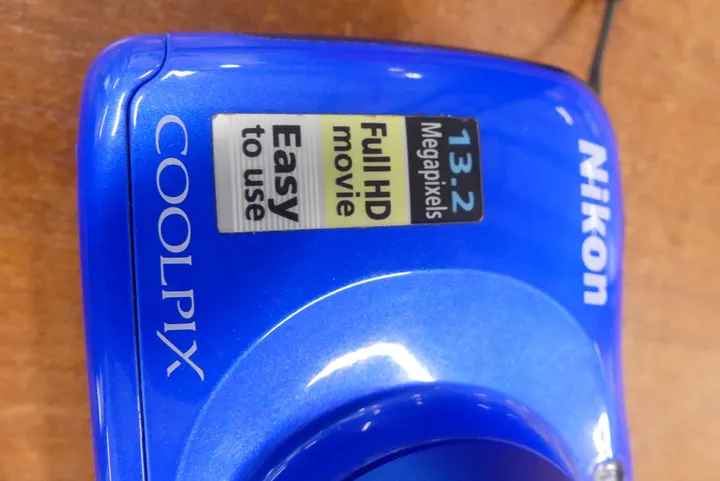 Nikon
13.2
Megapixels
Full HD
movie
Easy
to use
COOLPIX